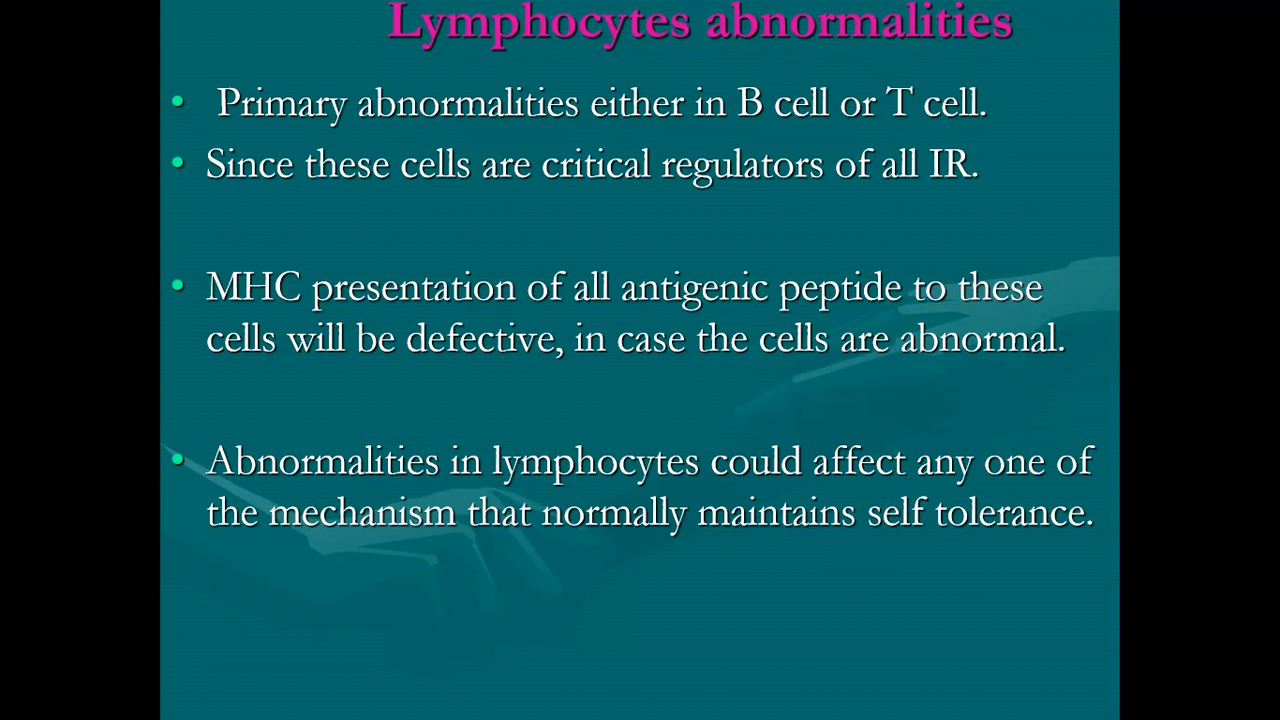 Lymphocytes abnormalities
• Primary abnormalities either in B cell or T cell.
• Since these cells are critical regulators of all IR.
• MHC presentation of all antigenic peptide to these
cells will be defective, in case the cells are abnormal.
• Abnormalities in lymphocytes could affect any one of
the mechanism that normally maintains self tolerance.